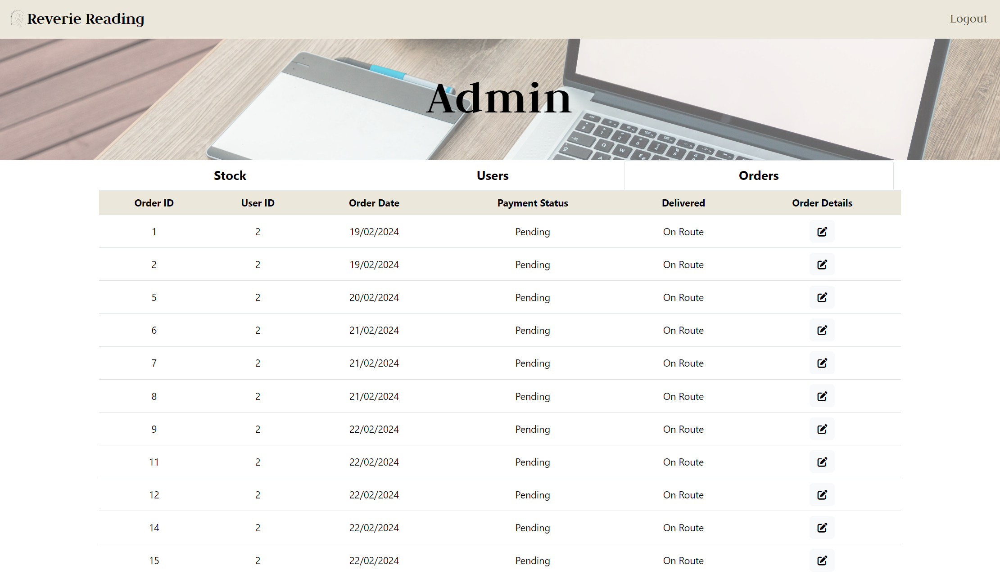 Reverie Reading Logout
Admin
Stock Users Orders
Order ID User ID Order Date Payment Status Delivered Order Details
1 2 19/02/2024 Pending On Route
2 2 19/02/2024 Pending On Route
5 2 20/02/2024 Pending On Route
6 2 21/02/2024 Pending On Route
7 2 21/02/2024 Pending On Route
8 2 21/02/2024 Pending On Route
9 2 22/02/2024 Pending On Route
11 2 22/02/2024 Pending On Route
12 2 22/02/2024 Pending On Route
14 2 22/02/2024 Pending On Route
15 2 22/02/2024 Pending On Route